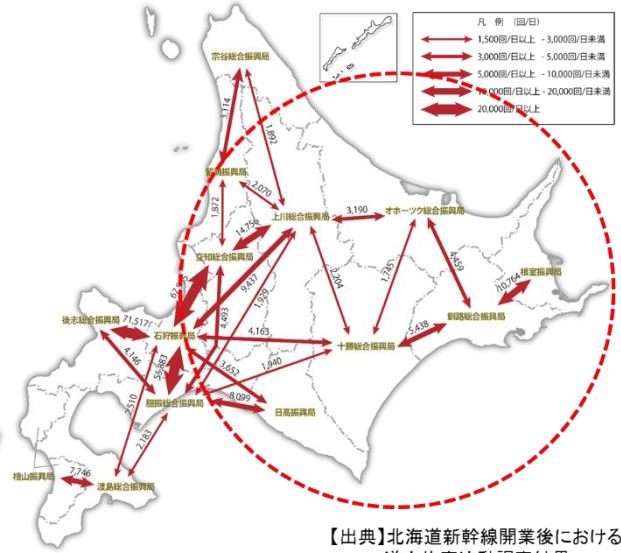 凡 例 (回/日)
1,500回/日以上 - 3,000回/日未満
3,000回/日以上 - 5,000回/日未満
5,000回/日以上 - 10,000回/日未満
10,000回/日以上 - 20,000回/日未満
20,000回/日以上
宗谷総合振興局
3,114
1,892
留萌振興局
2,070
1,872
上川総合振興局
3,190
オホーツク総合振興局
14,759
空知総合振興局
9,437
1,929
2,204
1,745
4,459
根室振興局
10,764
釧路総合振興局
4,493
後志総合振興局
71,517
石狩振興局
4,163
十勝総合振興局
5,438
4,146
3,652
1,940
胆振総合振興局
8,099
日高振興局
2,510
2,183
檜山振興局
7,746
渡島総合振興局
【出典】北海道新幹線開業後における